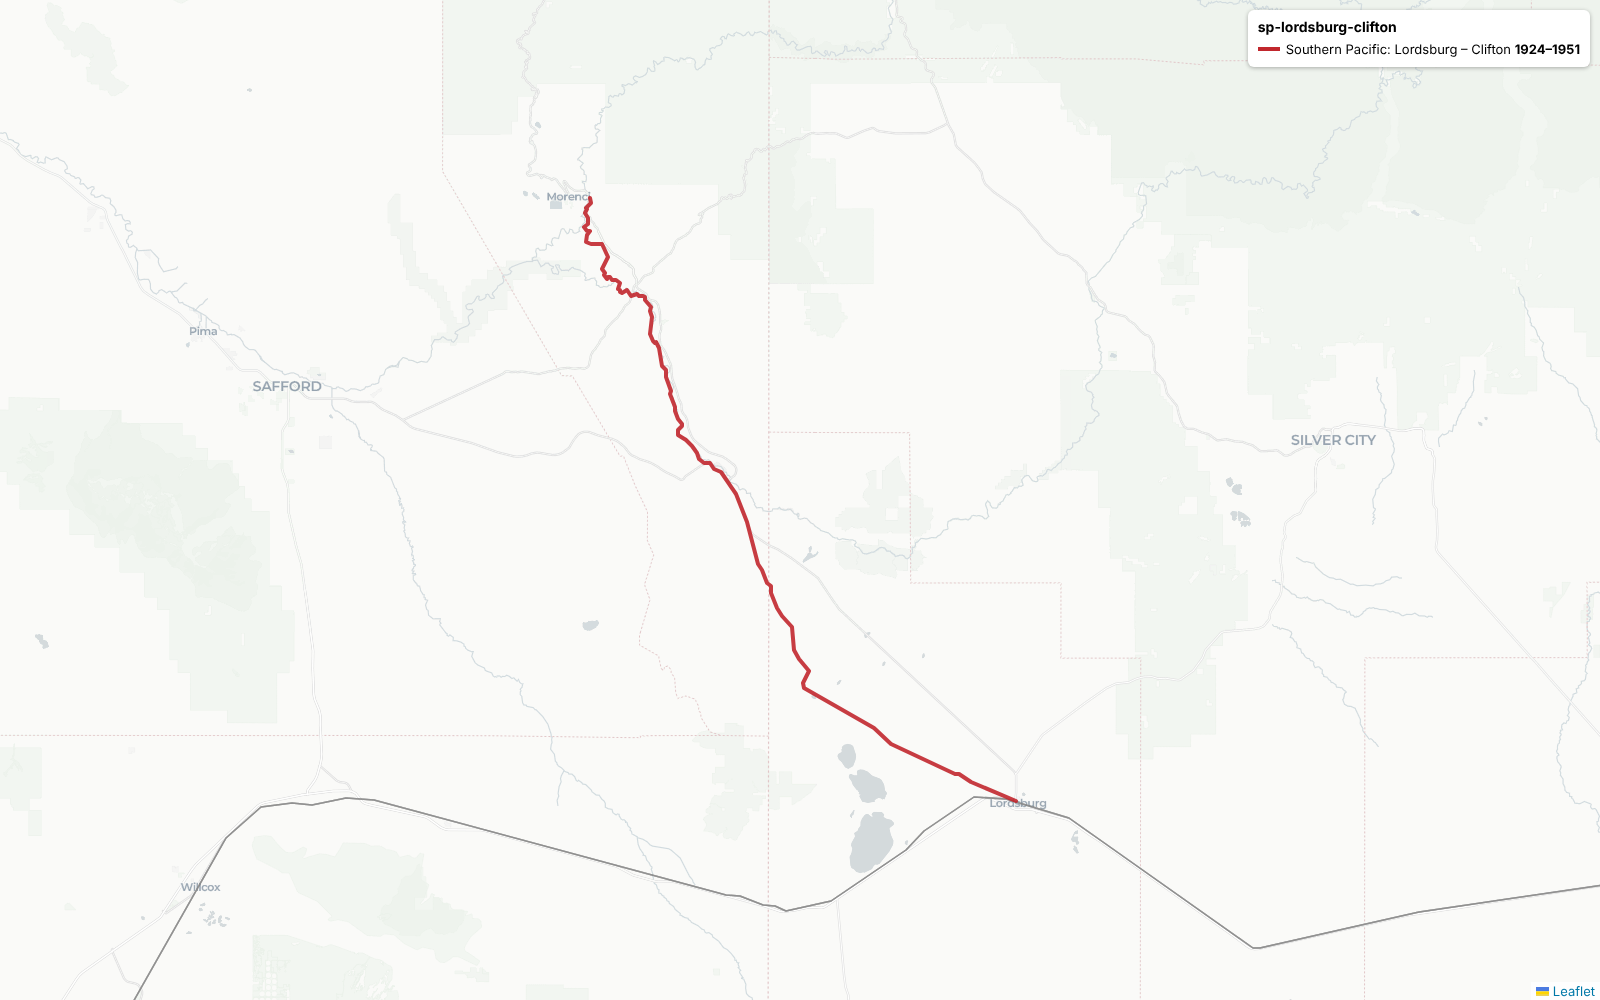 sp-lordsburg-clifton
Southern Pacific: Lordsburg – Clifton 1924–1951
Morenci
Pima
SAFFORD
SILVER CITY
Lordsburg
Willcox
Leaflet